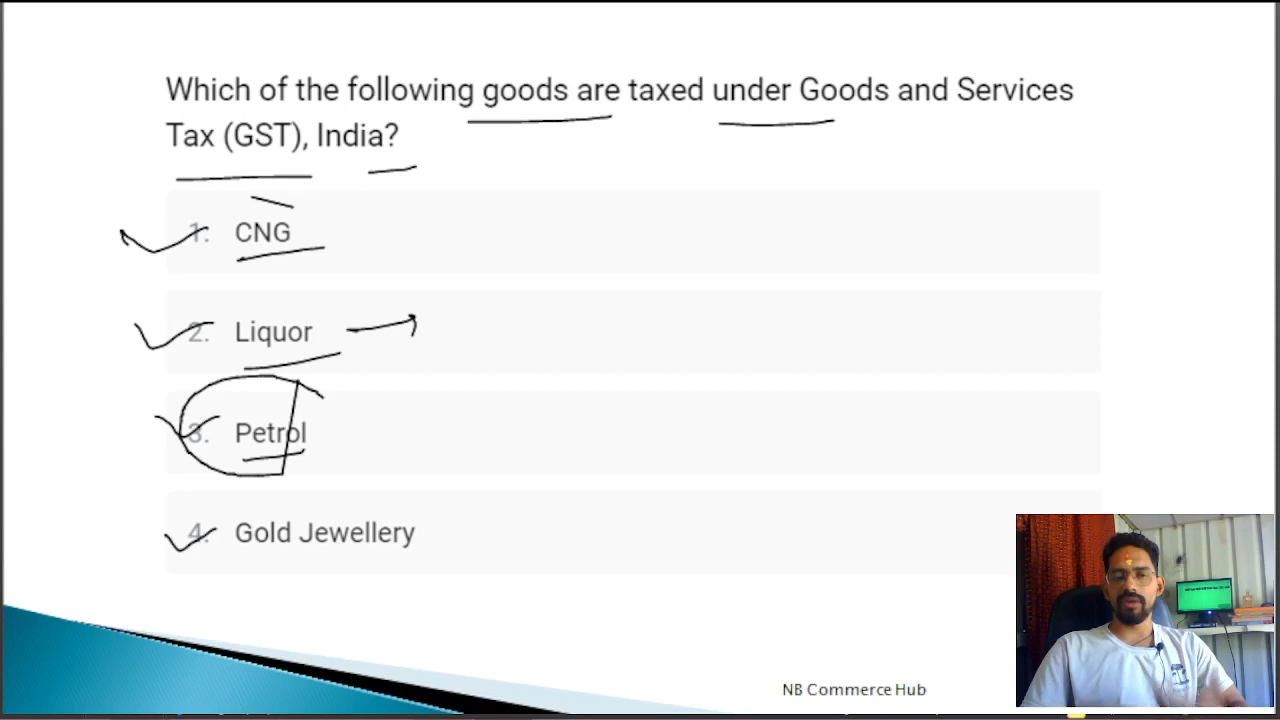 Which of the following goods are taxed under Goods and Services
Tax (GST), India?
1. CNG
2. Liquor
3. Petrol
4. Gold Jewellery
NB Commerce Hub